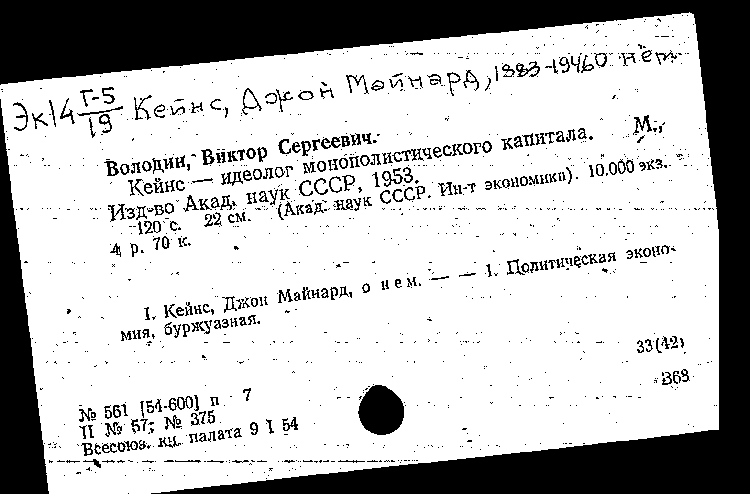 Эк14 Г-5/19 Кейнс, Джон Мейнард, 1883-1946 о нём
Володин, Виктор Сергеевич.
Кейнс — идеолог монополистического капитала. М.,
Изд-во Акад. наук СССР, 1953.
120 с. 22 см. (Акад. наук СССР. Ин-т экономики). 10.000 экз.
4 р. 70 к.
I. Кейнс, Джон Майнард, о нем. — — 1. Политическая эконо-
мия, буржуазная.
33(42)
В68
№ 561 [54-600] п 7
П № 57; № 375
Всесоюз. кн. палата 9 I 54